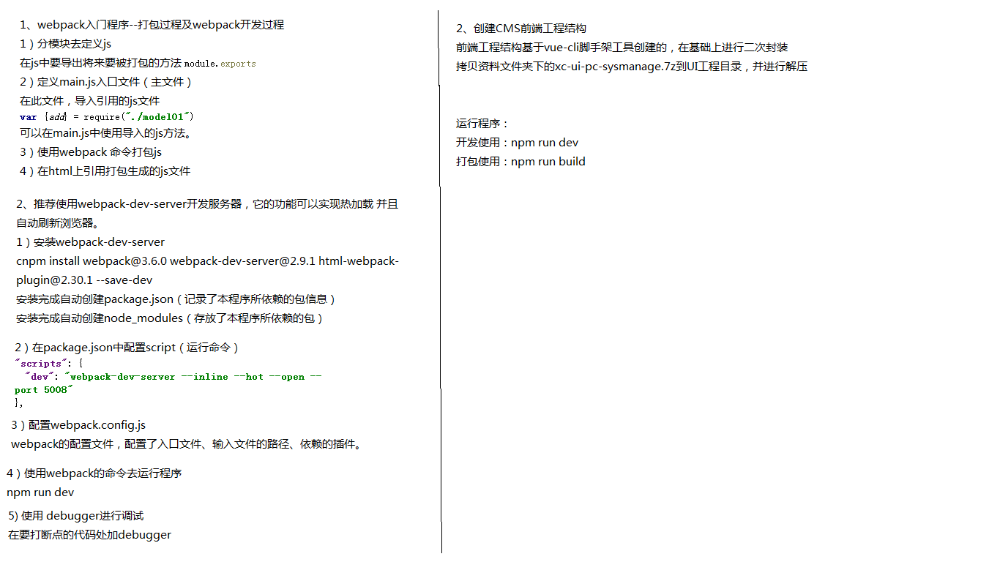 1、webpack入门程序--打包过程及webpack开发过程
1）分模块去定义js
在js中要导出将来要被打包的方法 module.exports
2）定义main.js入口文件（主文件）
在此文件，导入引用的js文件
var {add} = require("./model01")
可以在main.js中使用导入的js方法。
3）使用webpack 命令打包js
4）在html上引用打包生成的js文件
2、推荐使用webpack-dev-server开发服务器，它的功能可以实现热加载 并且
自动刷新浏览器。
1）安装webpack-dev-server
cnpm install webpack@3.6.0 webpack-dev-server@2.9.1 html-webpack-
plugin@2.30.1 --save-dev
安装完成自动创建package.json（记录了本程序所依赖的包信息）
安装完成自动创建node_modules（存放了本程序所依赖的包）
2）在package.json中配置script（运行命令）
"scripts": {
"dev": "webpack-dev-server --inline --hot --open --
port 5008"
},
3）配置webpack.config.js
webpack的配置文件，配置了入口文件、输入文件的路径、依赖的插件。
4）使用webpack的命令去运行程序
npm run dev
5) 使用 debugger进行调试
在要打断点的代码处加debugger
2、创建CMS前端工程结构
前端工程结构基于vue-cli脚手架工具创建的，在基础上进行二次封装
拷贝资料文件夹下的xc-ui-pc-sysmanage.7z到UI工程目录，并进行解压
运行程序：
开发使用：npm run dev
打包使用：npm run build